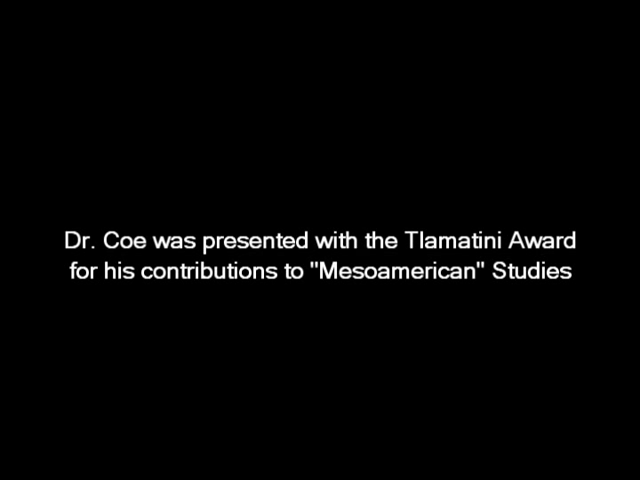 Dr. Coe was presented with the Tlamatini Award
for his contributions to "Mesoamerican" Studies